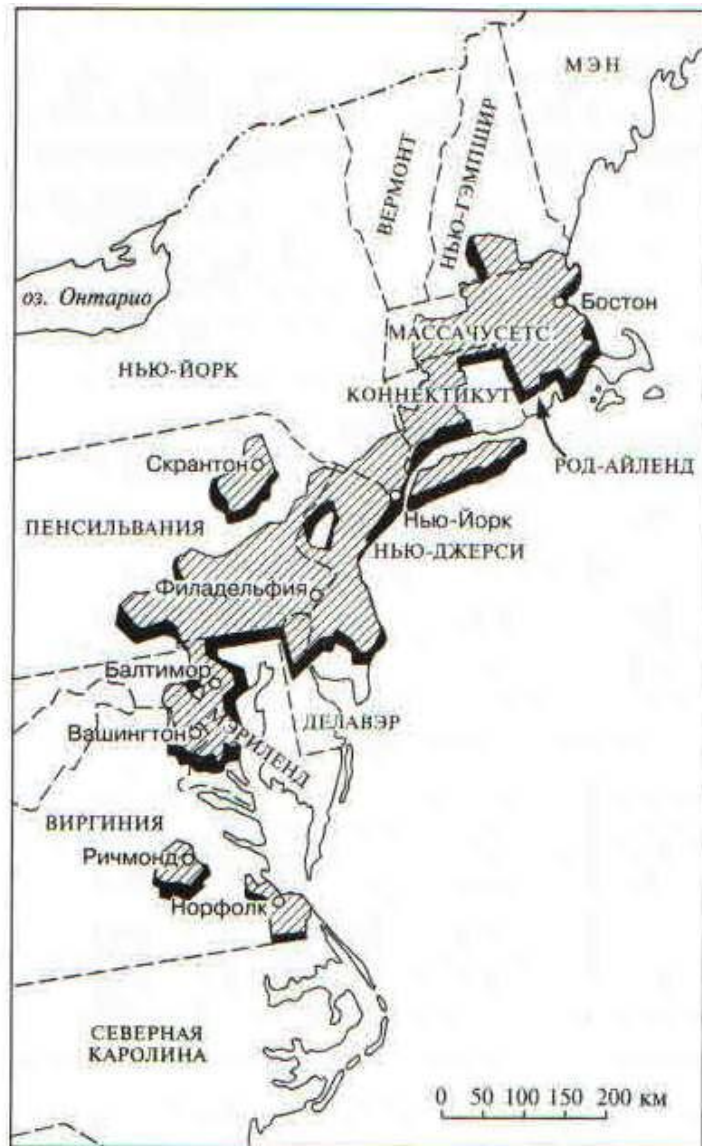 МЭН
ВЕРМОНТ
НЬЮ-ГЭМПШИР
оз. Онтарио
Бостон
МАССАЧУСЕТС
НЬЮ-ЙОРК
КОННЕКТИКУТ
Скрантон
РОД-АЙЛЕНД
ПЕНСИЛЬВАНИЯ
Нью-Йорк
НЬЮ-ДЖЕРСИ
Филадельфия
Балтимор
ДЕЛАВЭР
Вашингтон
МЭРИЛЕНД
ВИРГИНИЯ
Ричмонд
Норфолк
СЕВЕРНАЯ
КАРОЛИНА
0 50 100 150 200 км